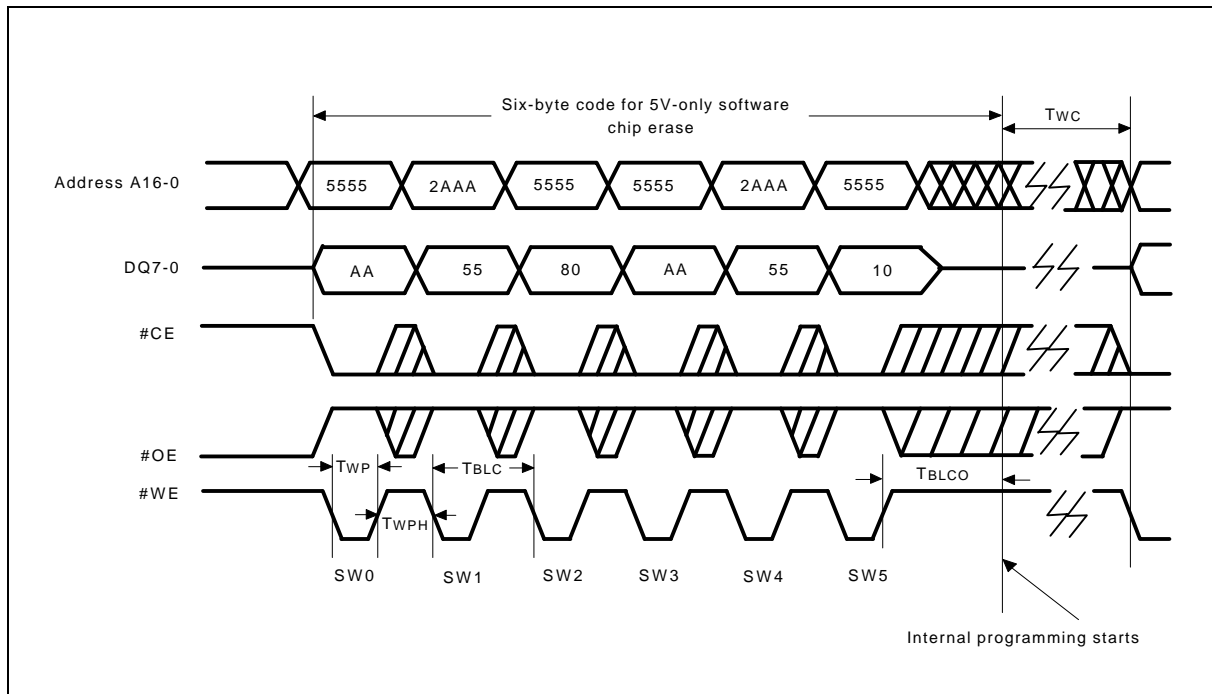 Six-byte code for 5V-only software
chip erase
TWC
Address A16-0
5555
2AAA
5555
5555
2AAA
5555
DQ7-0
AA
55
80
AA
55
10
#CE
#OE
TWP
TBLC
TBLCO
#WE
TWPH
SW0
SW1
SW2
SW3
SW4
SW5
Internal programming starts